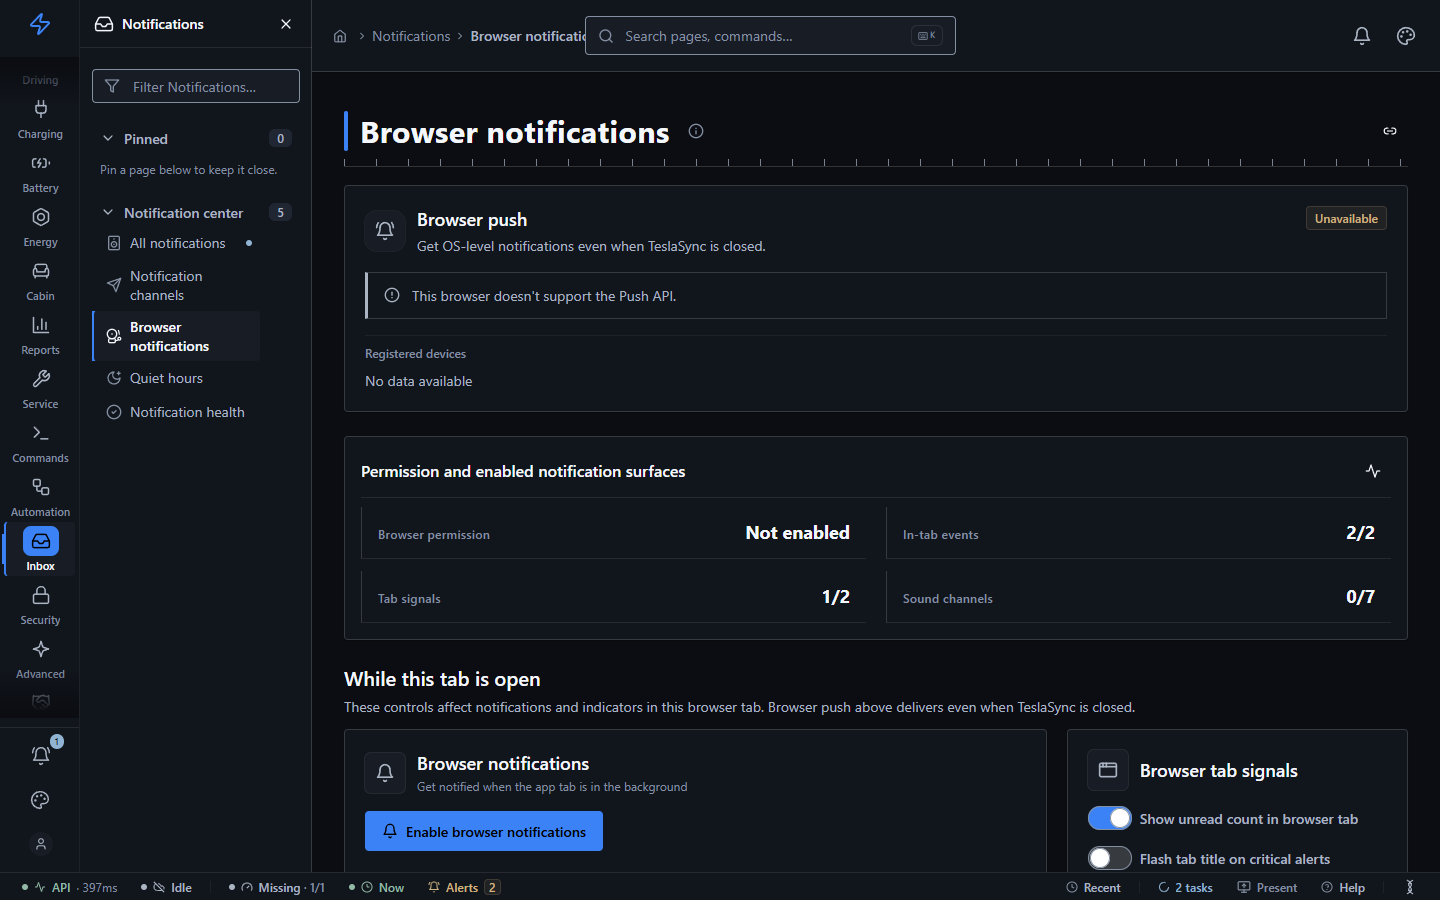 Notifications
Driving
Charging
Battery
Energy
Cabin
Reports
Service
Commands
Automation
Inbox
Security
Advanced
1
Filter Notifications...
Pinned
0
Pin a page below to keep it close.
Notification center
5
All notifications
Notification
channels
Browser
notifications
Quiet hours
Notification health
Notifications
Browser notificatio
Search pages, commands...
K
Browser notifications
Browser push
Get OS-level notifications even when TeslaSync is closed.
Unavailable
This browser doesn't support the Push API.
Registered devices
No data available
Permission and enabled notification surfaces
Browser permission
Not enabled
In-tab events
2/2
Tab signals
1/2
Sound channels
0/7
While this tab is open
These controls affect notifications and indicators in this browser tab. Browser push above delivers even when TeslaSync is closed.
Browser notifications
Get notified when the app tab is in the background
Enable browser notifications
Browser tab signals
Show unread count in browser tab
Flash tab title on critical alerts
API · 397ms
Idle
Missing · 1/1
Now
Alerts 2
Recent
2 tasks
Present
Help